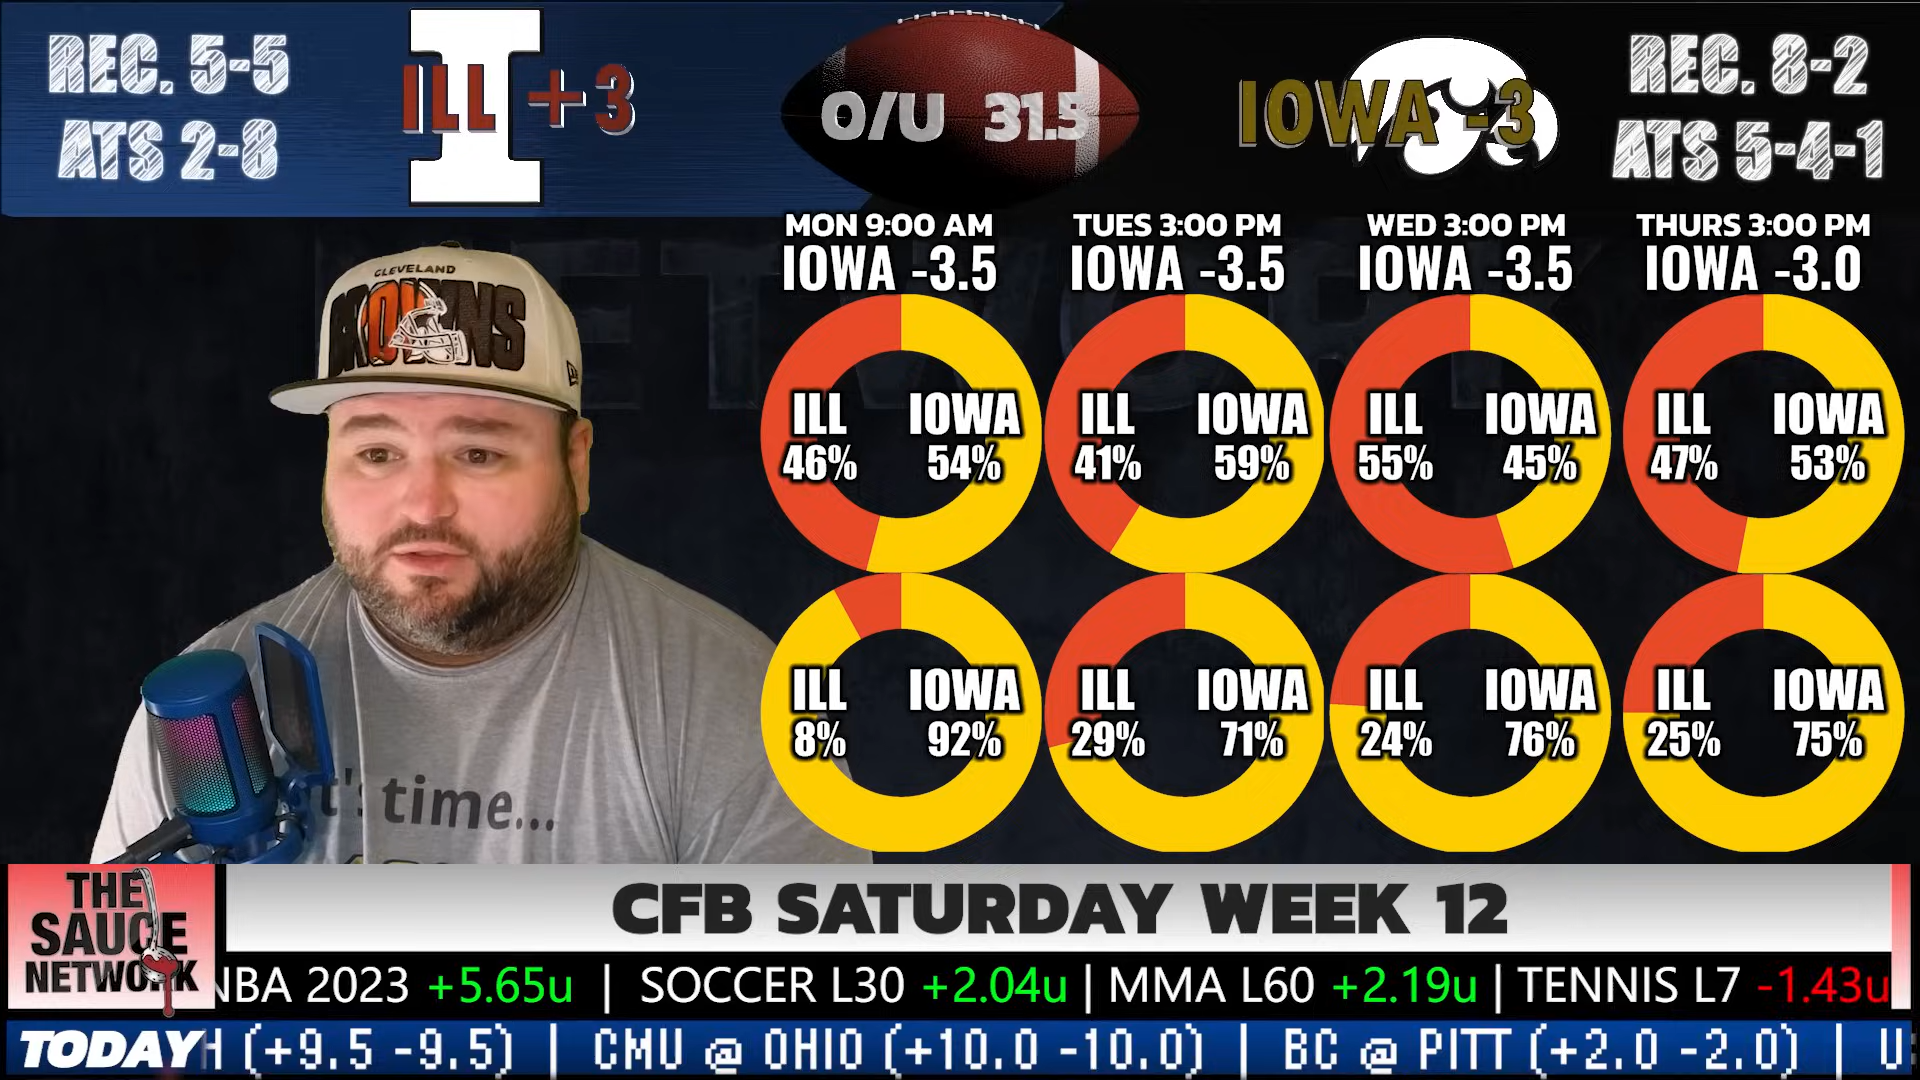 REC. 5-5
ATS 2-8
ILL +3
O/U 31.5
IOWA -3
REC. 8-2
ATS 5-4-1
MON 9:00 AM
IOWA -3.5
TUES 3:00 PM
IOWA -3.5
WED 3:00 PM
IOWA -3.5
THURS 3:00 PM
IOWA -3.0
CLEVELAND
BROWNS
ILL IOWA
46% 54%
ILL IOWA
41% 59%
ILL IOWA
55% 45%
ILL IOWA
47% 53%
ILL IOWA
8% 92%
ILL IOWA
29% 71%
ILL IOWA
24% 76%
ILL IOWA
25% 75%
t's time...
THE
SAUCE
NETWORK
CFB SATURDAY WEEK 12
NBA 2023 +5.65u | SOCCER L30 +2.04u | MMA L60 +2.19u | TENNIS L7 -1.43u
TODAY H (+9.5 -9.5) | CMU @ OHIO (+10.0 -10.0) | BC @ PITT (+2.0 -2.0) | U